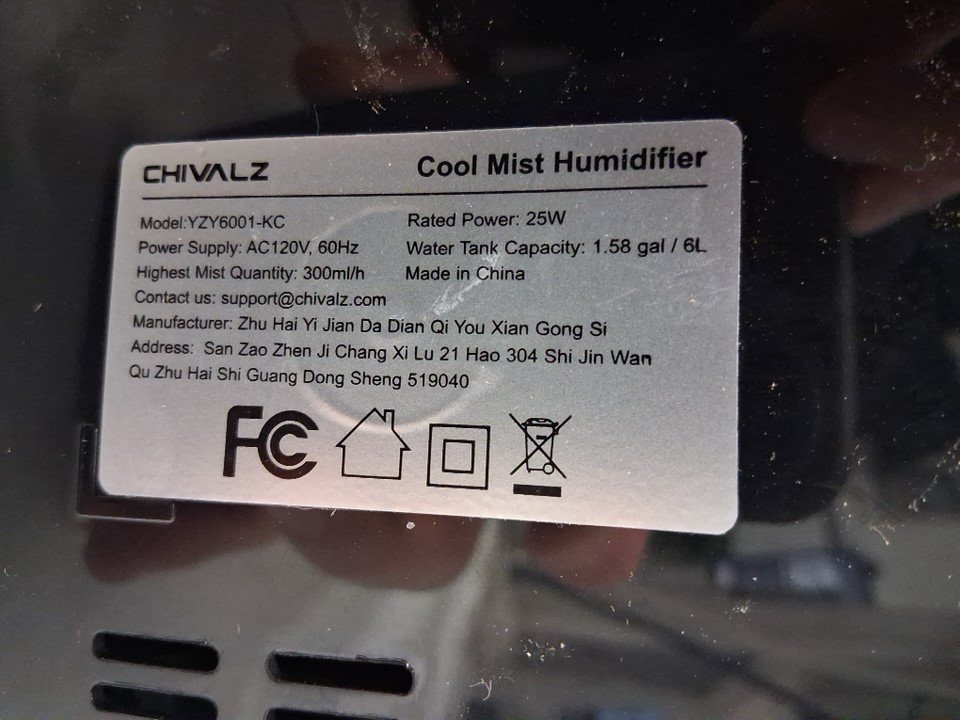 CHIVALZ Cool Mist Humidifier
Model:YZY6001-KC Rated Power: 25W
Power Supply: AC120V, 60Hz Water Tank Capacity: 1.58 gal / 6L
Highest Mist Quantity: 300ml/h Made in China
Contact us: support@chivalz.com
Manufacturer: Zhu Hai Yi Jian Da Dian Qi You Xian Gong Si
Address: San Zao Zhen Ji Chang Xi Lu 21 Hao 304 Shi Jin Wan
Qu Zhu Hai Shi Guang Dong Sheng 519040
FC